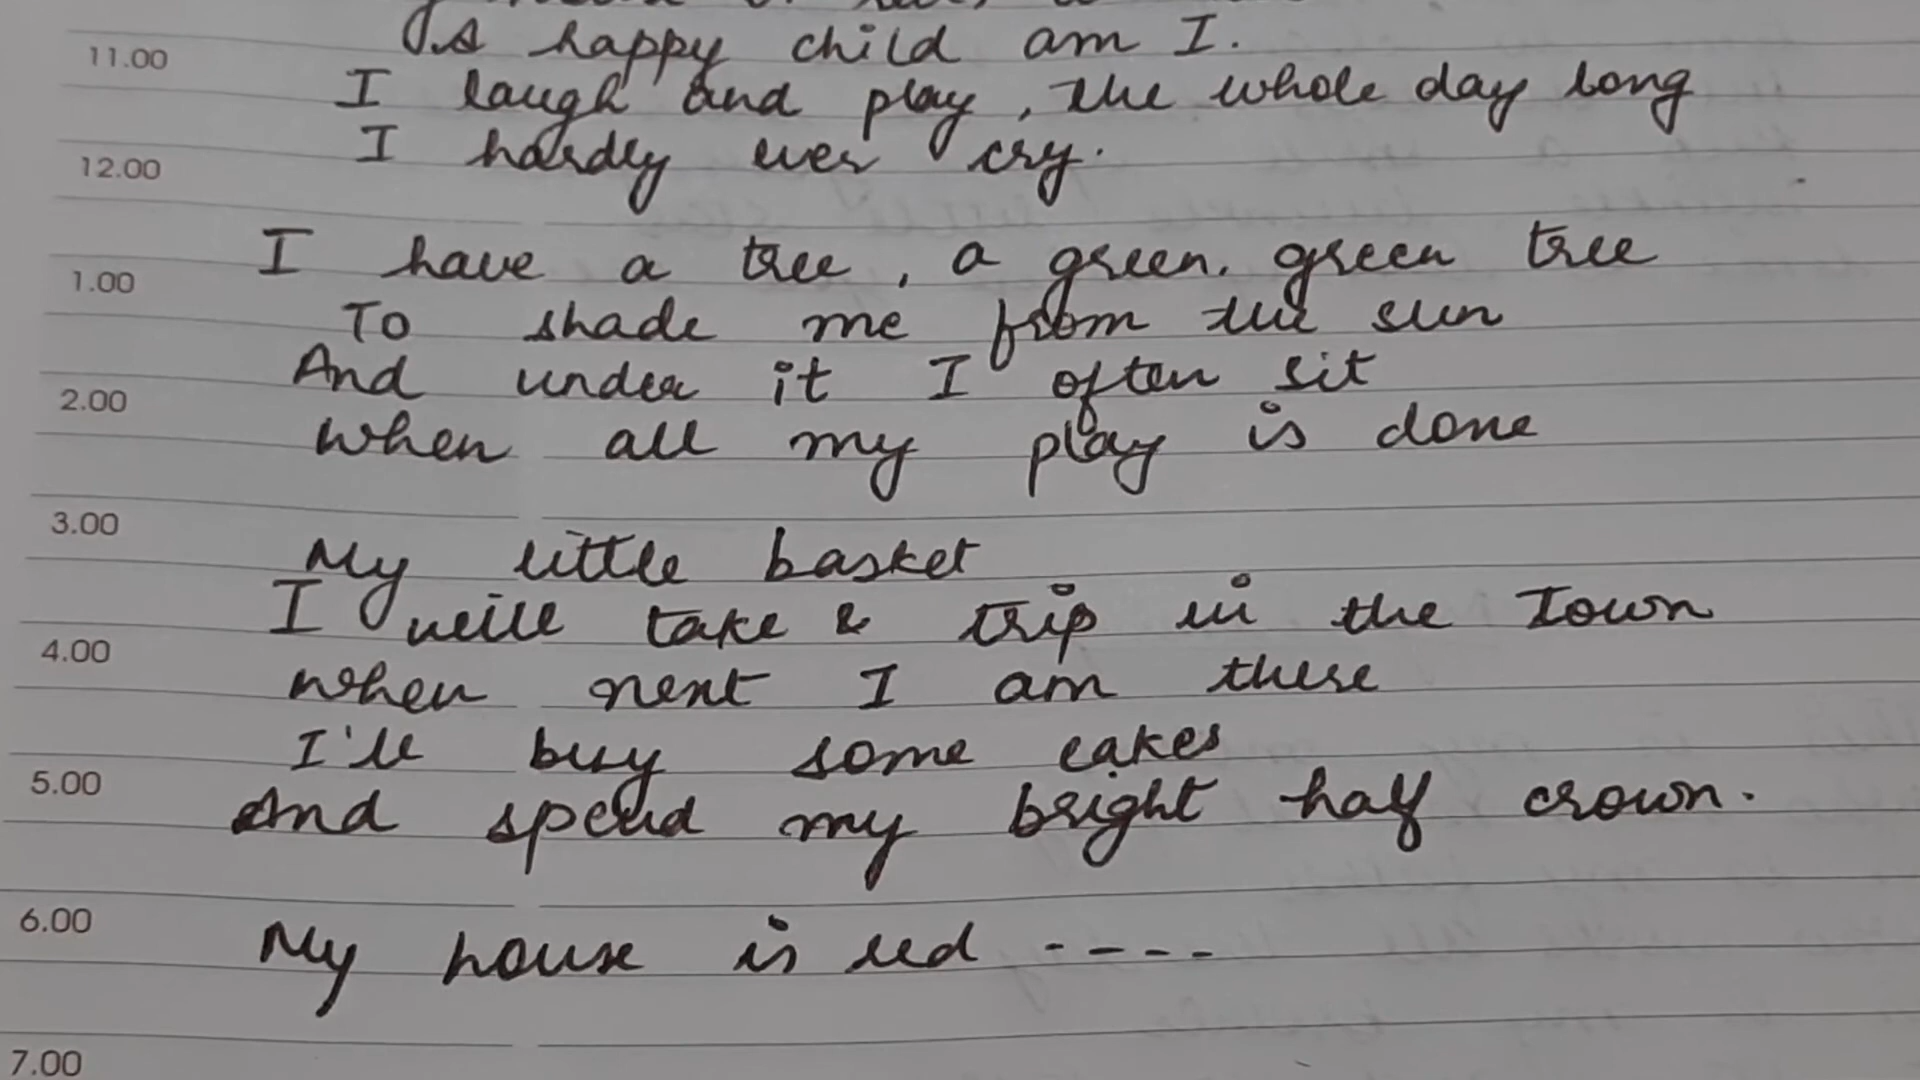 A happy child am I.
11.00
I laugh and play, the whole day long
I hardly ever cry.
12.00
I have a tree, a green, green tree
1.00
To shade me from the sun
And under it I often sit
2.00
when all my play is done
3.00
My little basket
I will take & trip in the Town
4.00
when next I am there
I'll buy some cakes
5.00
And spend my bright half crown.
6.00
My house is red ----
7.00